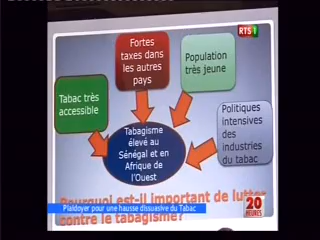 RTS1
Fortes
taxes dans
les autres
pays
Population
très jeune
Tabac très
accessible
Politiques
intensives
des
industries
du tabac
Tabagisme
élevé au
Sénégal et en
Afrique de
l'Ouest
Pourquoi est-il important de lutter
contre le tabagisme?
Plaidoyer pour une hausse dissuasive du Tabac
20
HEURES